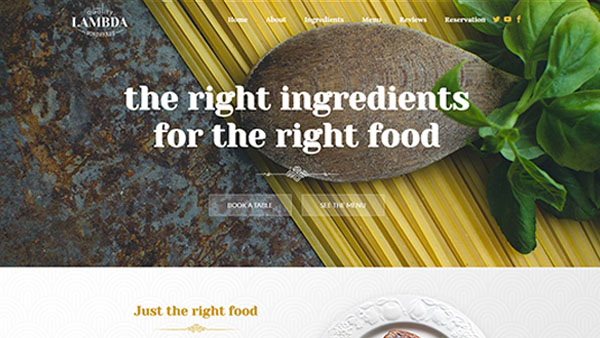 quality
LAMBDA
Home About Ingredients Menu Reviews Reservation
the right ingredients
for the right food
BOOK A TABLE SEE THE MENU
Just the right food